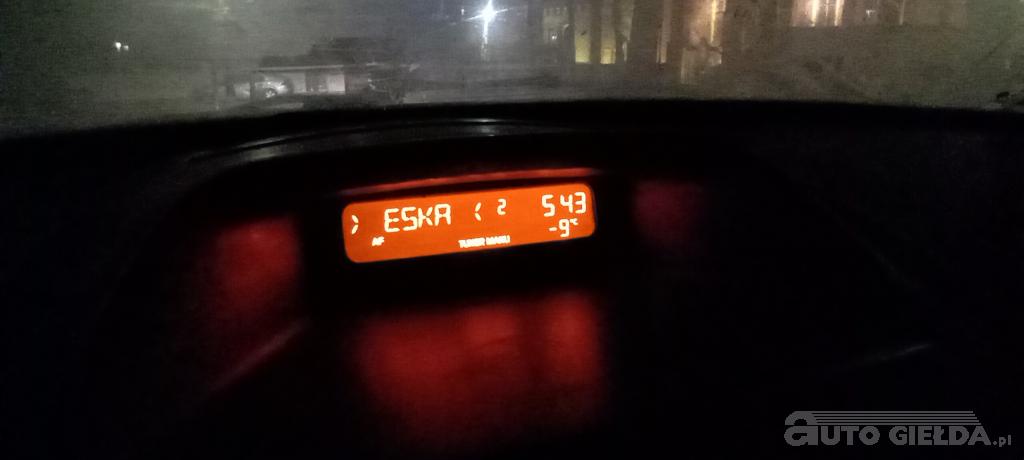 > ESKA < 2 5 43
AF TUNER MANU -9°C
AUTO GIEŁDA.pl